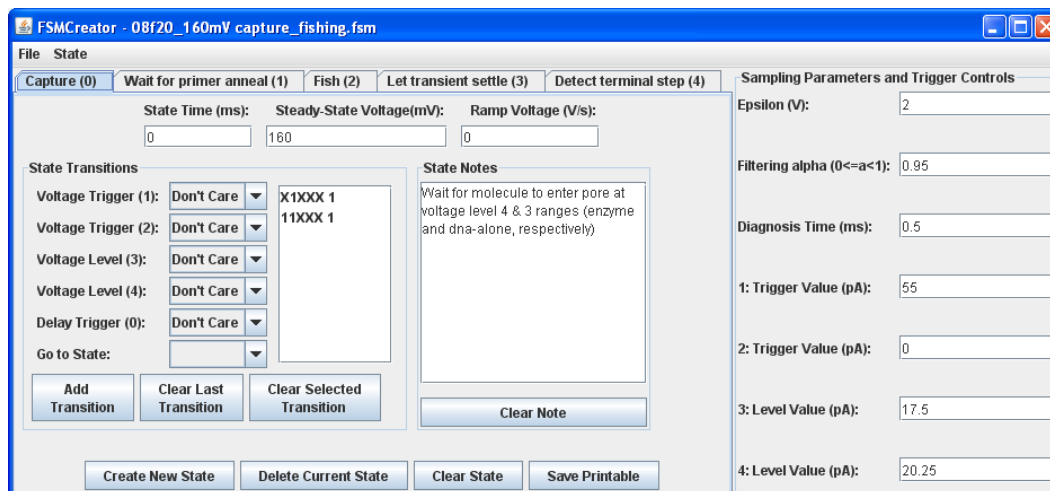 FSMCreator - 08f20_160mV capture_fishing.fsm
File State
Capture (0) Wait for primer anneal (1) Fish (2) Let transient settle (3) Detect terminal step (4)
State Time (ms): Steady-State Voltage(mV): Ramp Voltage (V/s):
0 160 0
State Transitions
Voltage Trigger (1): Don't Care
Voltage Trigger (2): Don't Care
Voltage Level (3): Don't Care
Voltage Level (4): Don't Care
Delay Trigger (0): Don't Care
Go to State:
X1XXX 1
11XXX 1
Add
Transition
Clear Last
Transition
Clear Selected
Transition
State Notes
Wait for molecule to enter pore at
voltage level 4 & 3 ranges (enzyme
and dna-alone, respectively)
Clear Note
Create New State Delete Current State Clear State Save Printable
Sampling Parameters and Trigger Controls
Epsilon (V): 2
Filtering alpha (0<=a<1): 0.95
Diagnosis Time (ms): 0.5
1: Trigger Value (pA): 55
2: Trigger Value (pA): 0
3: Level Value (pA): 17.5
4: Level Value (pA): 20.25